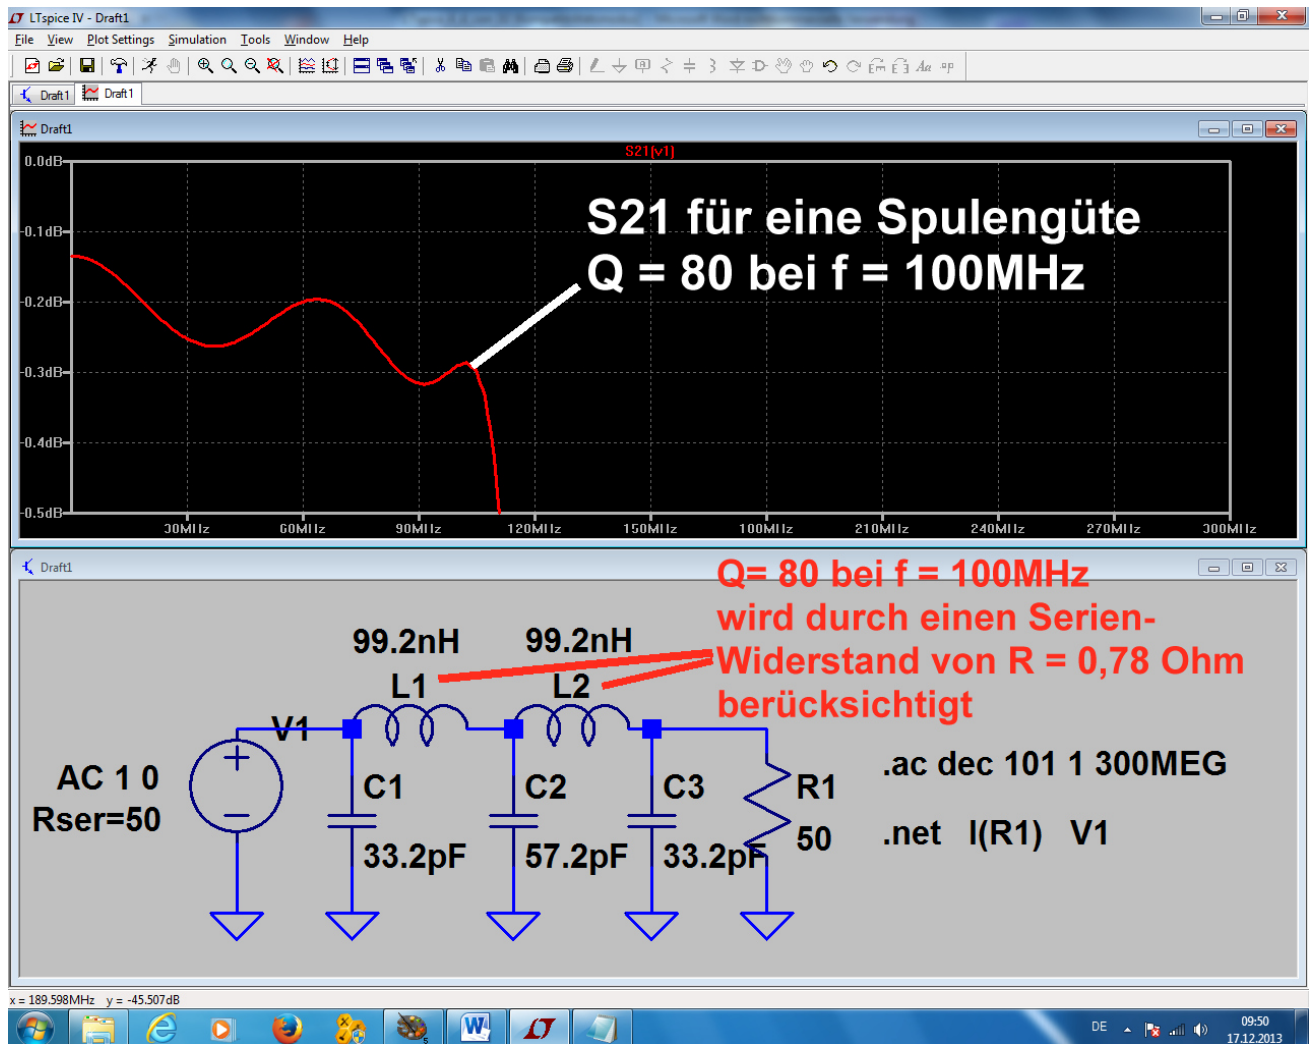 LTspice IV - Draft1
File View Plot Settings Simulation Tools Window Help
Draft1 Draft1
Draft1
S21(v1)
0.0dB
-0.1dB
-0.2dB
-0.3dB
-0.4dB
-0.5dB
S21 für eine Spulengüte
Q = 80 bei f = 100MHz
30MHz 60MHz 90MHz 120MHz 150MHz 180MHz 210MHz 240MHz 270MHz 300MHz
Draft1
Q= 80 bei f = 100MHz
wird durch einen Serien-
Widerstand von R = 0,78 Ohm
berücksichtigt
99.2nH 99.2nH
L1 L2
V1
AC 1 0
Rser=50
C1 C2 C3 R1
33.2pF 57.2pF 33.2pF 50
.ac dec 101 1 300MEG
.net I(R1) V1
x = 189.598MHz y = -45.507dB
DE 09:50
17.12.2013